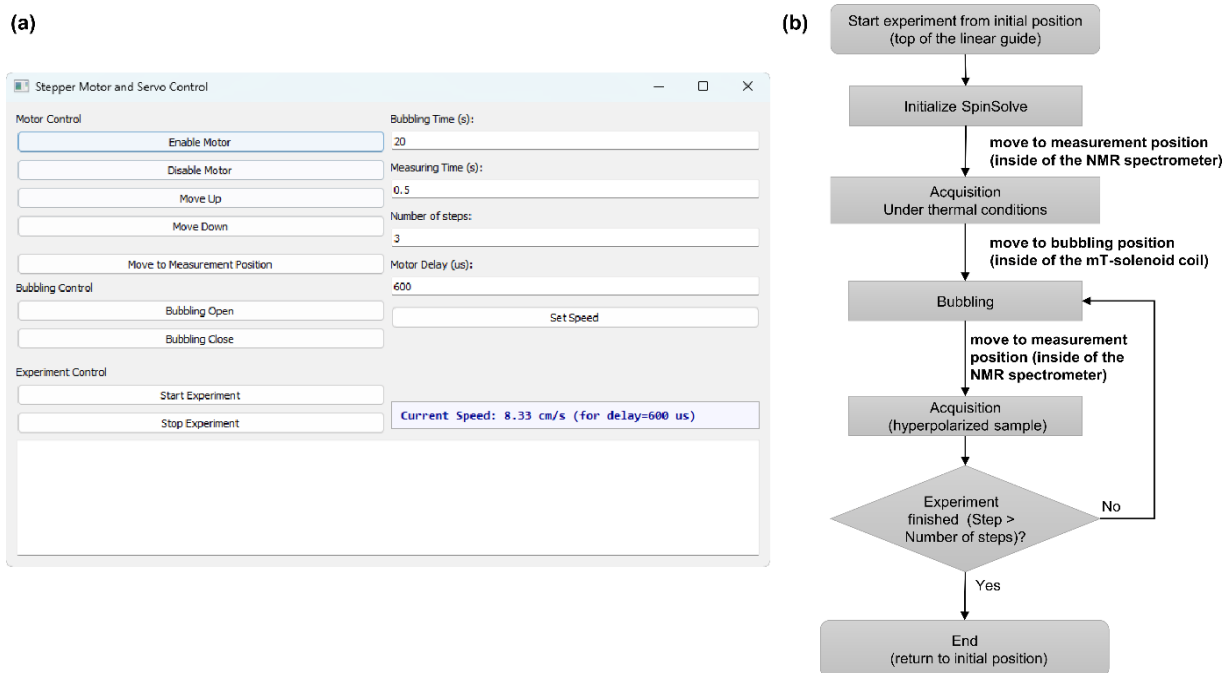 (a)
Stepper Motor and Servo Control
Motor Control
Enable Motor
Disable Motor
Move Up
Move Down
Move to Measurement Position
Bubbling Control
Bubbling Open
Bubbling Close
Experiment Control
Start Experiment
Stop Experiment
Bubbling Time (s):
20
Measuring Time (s):
0.5
Number of steps:
3
Motor Delay (us):
600
Set Speed
Current Speed: 8.33 cm/s (for delay=600 us)
(b)
Start experiment from initial position
(top of the linear guide)
Initialize SpinSolve
move to measurement position
(inside of the NMR spectrometer)
Acquisition
Under thermal conditions
move to bubbling position
(inside of the mT-solenoid coil)
Bubbling
move to measurement
position (inside of the
NMR spectrometer)
Acquisition
(hyperpolarized sample)
Experiment
finished (Step >
Number of steps)?
No
Yes
End
(return to initial position)